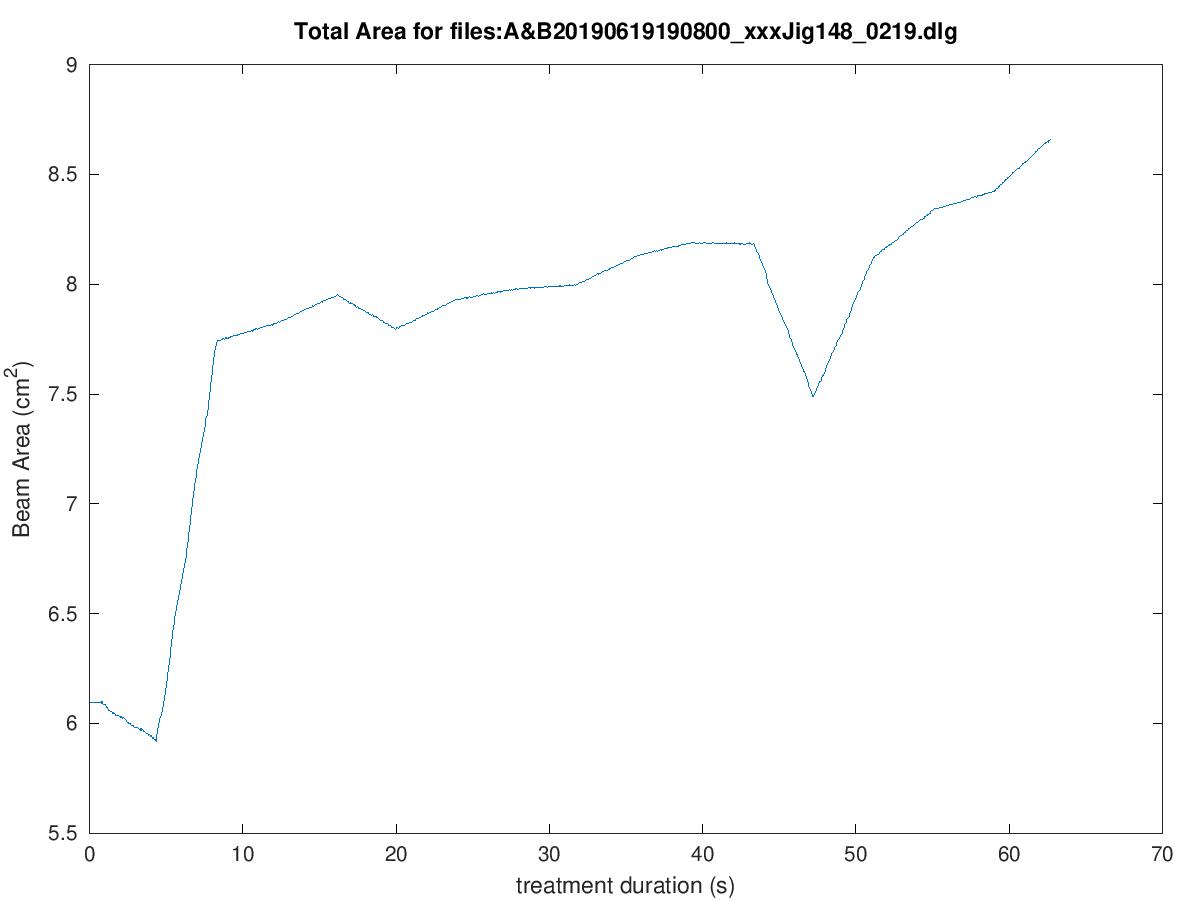 Total Area for files:A&B20190619190800_xxxJig148_0219.dlg
9
8.5
8
7.5
7
6.5
6
5.5
Beam Area (cm2)
0 10 20 30 40 50 60 70
treatment duration (s)